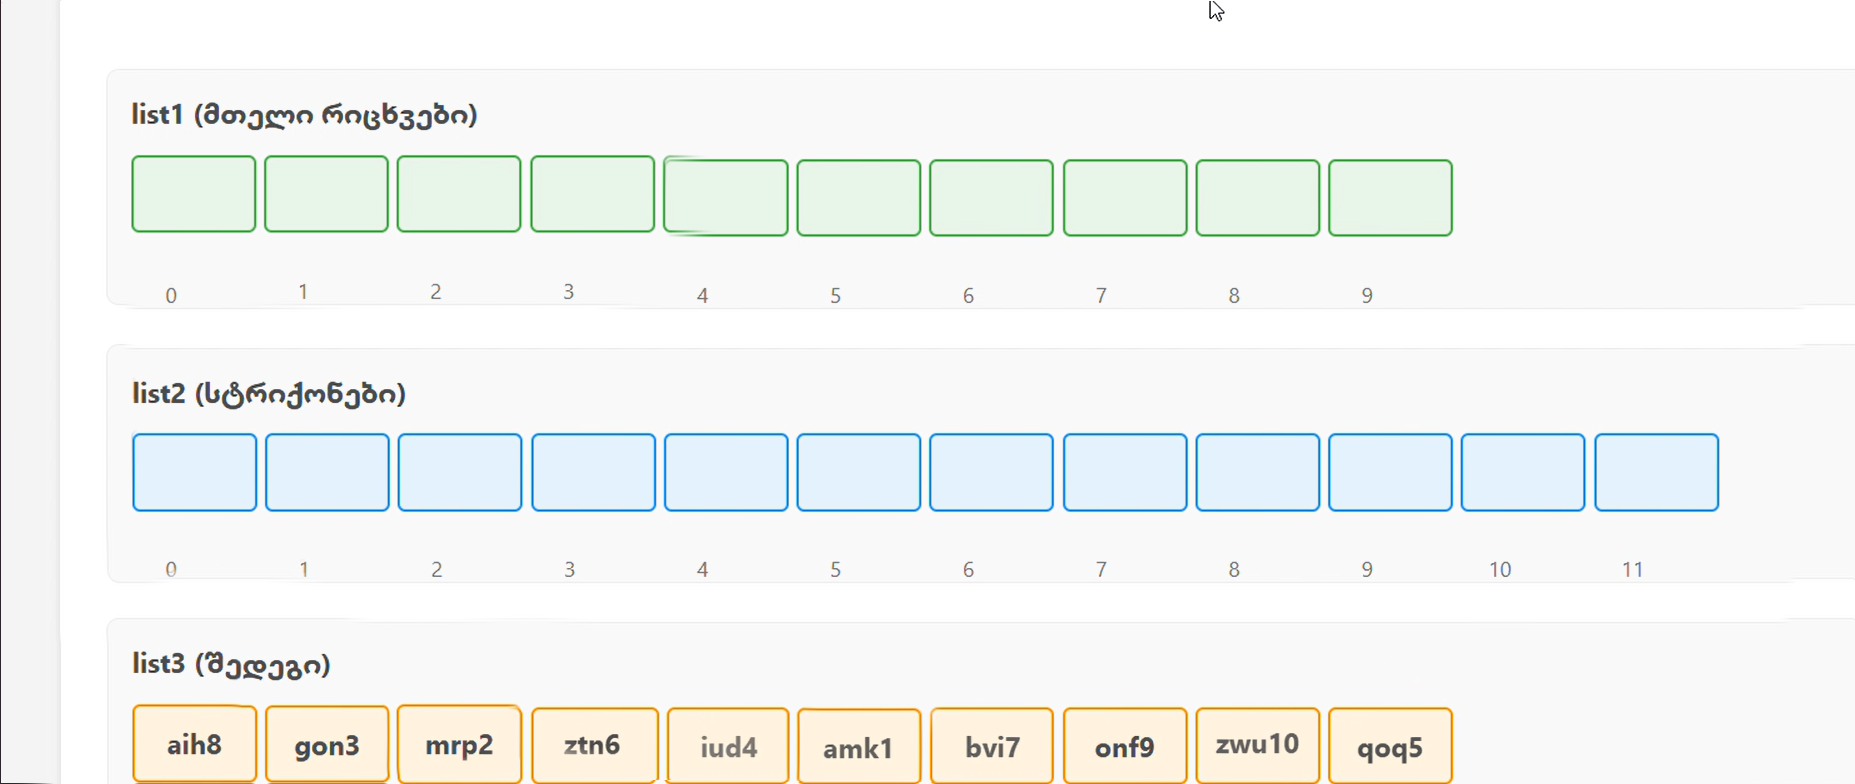 list1 (მთელი რიცხვები)
0 1 2 3 4 5 6 7 8 9
list2 (სტრიქონები)
0 1 2 3 4 5 6 7 8 9 10 11
list3 (შედეგი)
aih8 gon3 mrp2 ztn6 iud4 amk1 bvi7 onf9 zwu10 qoq5